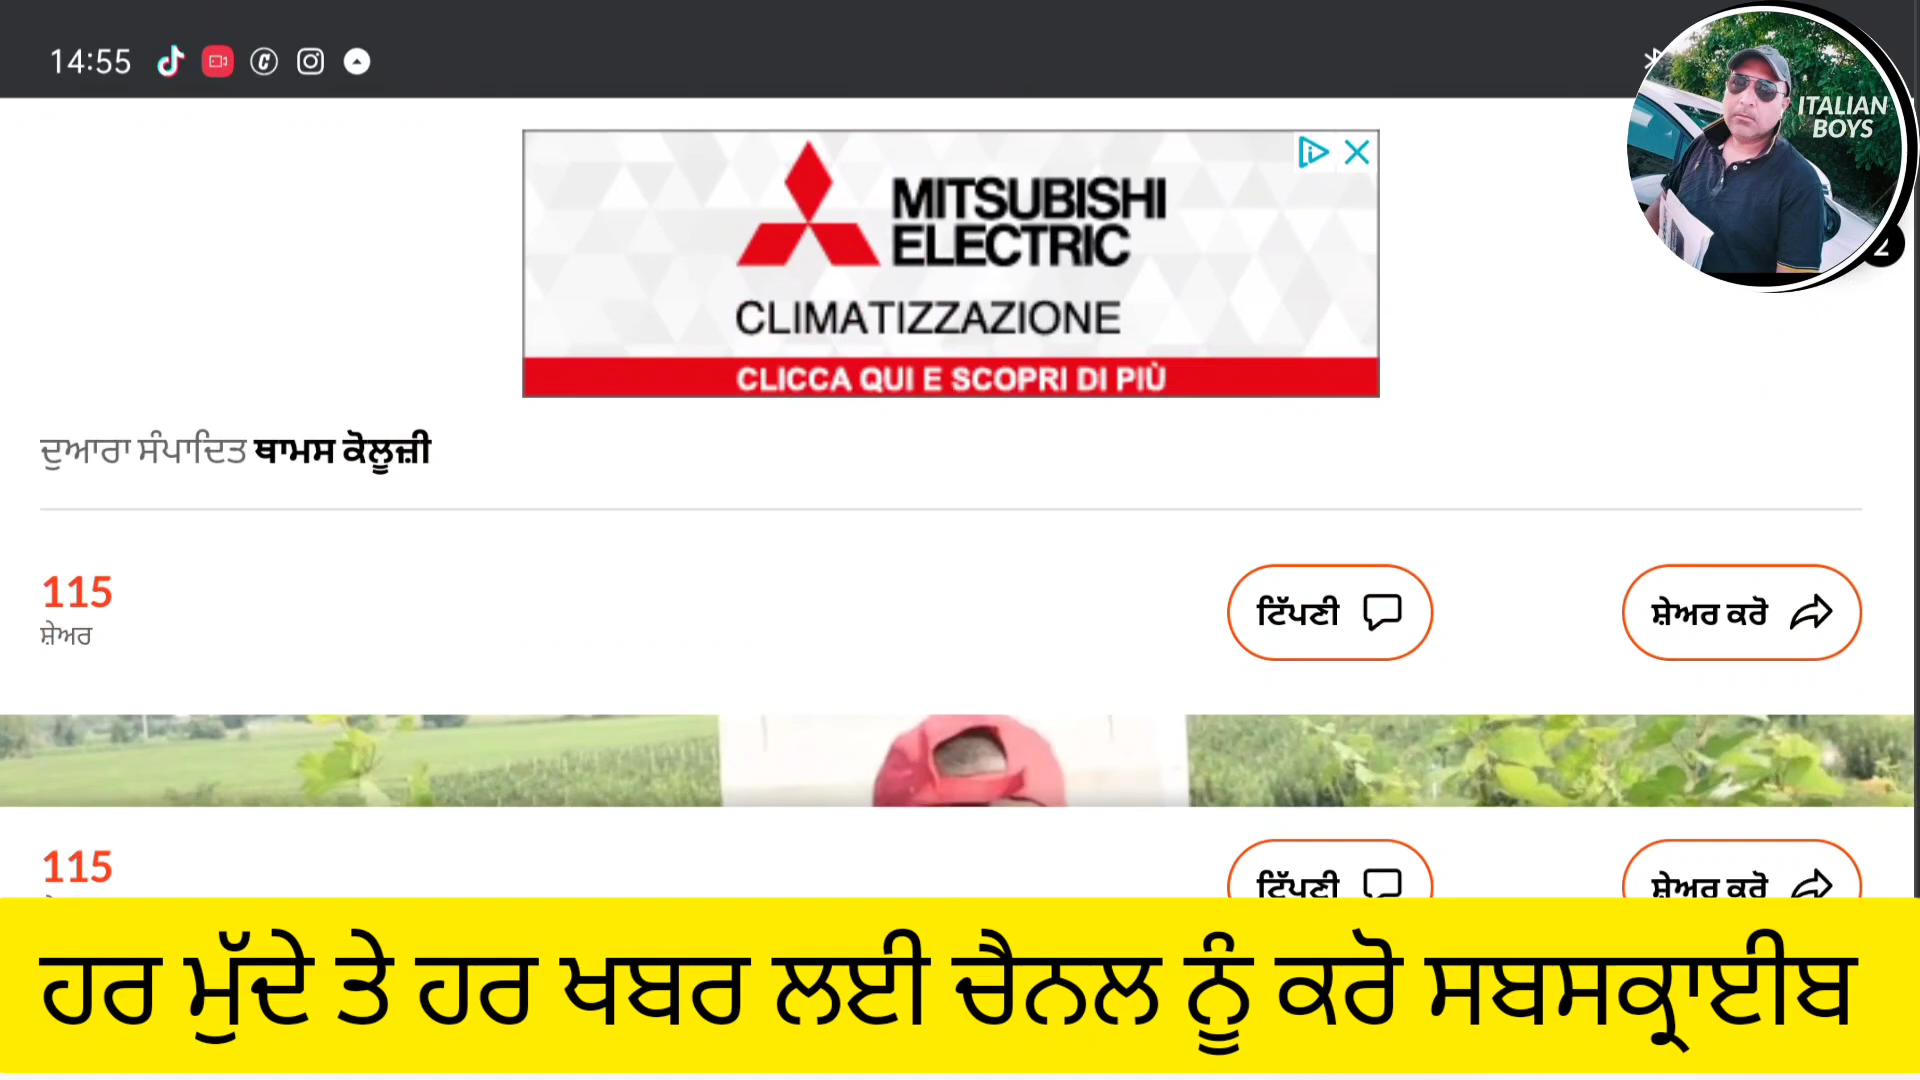 14:55
ITALIAN
BOYS
2
MITSUBISHI
ELECTRIC
CLIMATIZZAZIONE
CLICCA QUI E SCOPRI DI PIÙ
ਦੁਆਰਾ ਸੰਪਾਦਿਤ ਥਾਮਸ ਕੋਲੂਜ਼ੀ
115
ਸ਼ੇਅਰ
ਟਿੱਪਣੀ
ਸ਼ੇਅਰ ਕਰੋ
115
ਟਿੱਪਣੀ
ਸ਼ੇਅਰ ਕਰੋ
ਹਰ ਮੁੱਦੇ ਤੇ ਹਰ ਖਬਰ ਲਈ ਚੈਨਲ ਨੂੰ ਕਰੋ ਸਬਸਕ੍ਰਾਈਬ